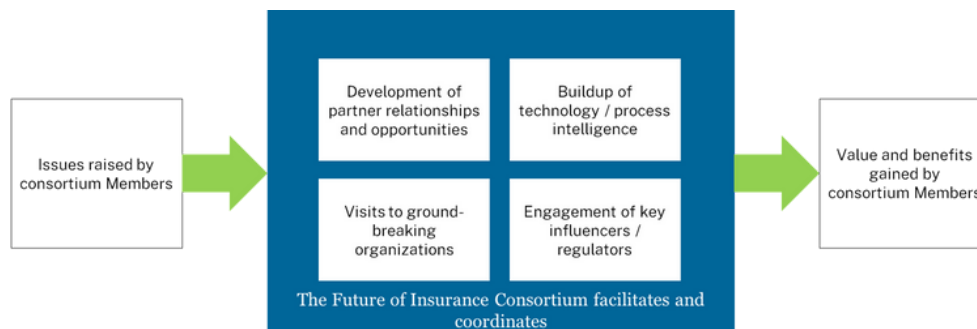 Issues raised by
consortium Members
Development of
partner relationships
and opportunities
Buildup of
technology / process
intelligence
Visits to ground-
breaking
organizations
Engagement of key
influencers /
regulators
The Future of Insurance Consortium facilitates and
coordinates
Value and benefits
gained by
consortium Members